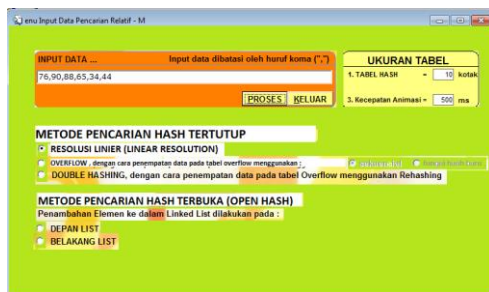 enu Input Data Pencarian Relatif - M
INPUT DATA ... Input data dibatasi oleh huruf koma (",")
76,90,88,65,34,44
PROSES KELUAR
UKURAN TABEL
1. TABEL HASH = 10 kotak
3. Kecepatan Animasi = 500 ms
METODE PENCARIAN HASH TERTUTUP
RESOLUSI LINIER (LINEAR RESOLUTION)
OVERFLOW , dengan cara penempatan data pada tabel overflow menggunakan :
DOUBLE HASHING, dengan cara penempatan data pada tabel Overflow menggunakan Rehashing
METODE PENCARIAN HASH TERBUKA (OPEN HASH)
Penambahan Elemen ke dalam Linked List dilakukan pada :
DEPAN LIST
BELAKANG LIST